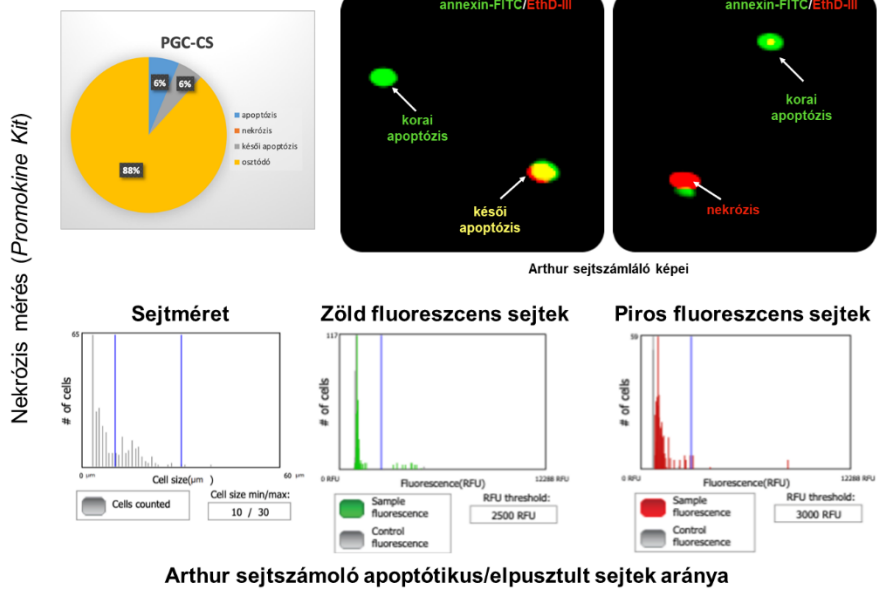 Nekrózis mérés (Promokine Kit)
PGC-CS
6%
6%
88%
apoptózis
nekrózis
késői apoptózis
osztódó
annexin-FITC/EthD-III
korai
apoptózis
késői
apoptózis
annexin-FITC/EthD-III
korai
apoptózis
nekrózis
Arthur sejtszámláló képei
Sejtméret
65
# of cells
0 µm
60 µm
Cell size(µm )
Cells counted
Cell size min/max:
10 / 30
Zöld fluoreszcens sejtek
117
# of cells
0 RFU
12288 RFU
Fluorescence(RFU)
Sample
fluorescence
Control
fluorescence
RFU threshold:
2500 RFU
Piros fluoreszcens sejtek
59
# of cells
0 RFU
12288 RFU
Fluorescence(RFU)
Sample
fluorescence
Control
fluorescence
RFU threshold:
3000 RFU
Arthur sejtszámoló apoptótikus/elpusztult sejtek aránya